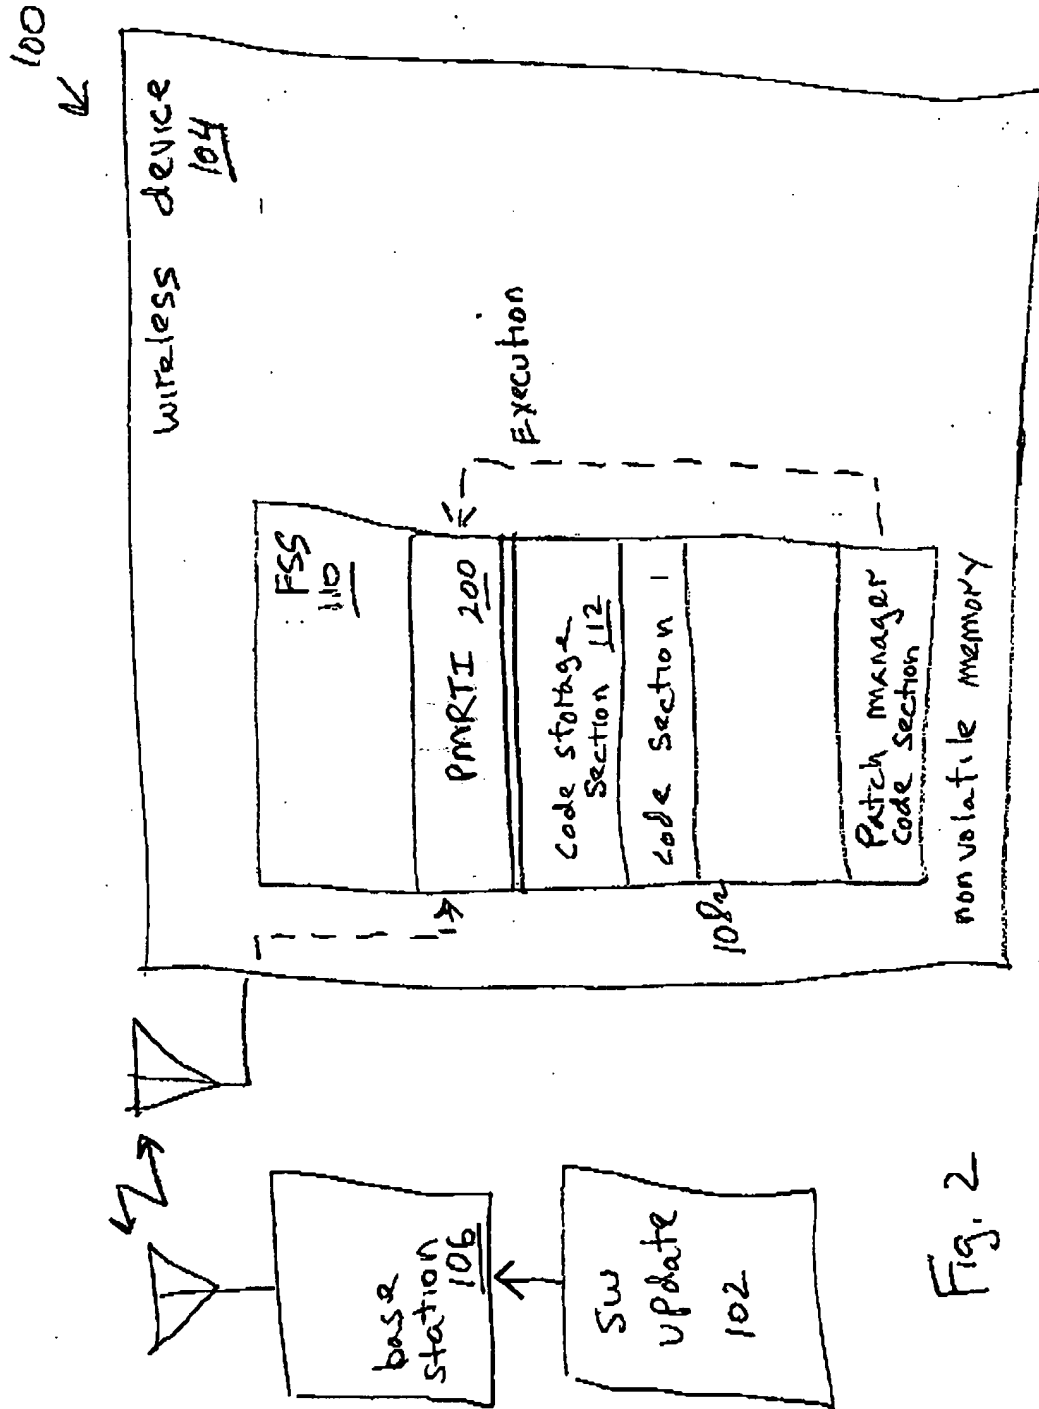 100
wireless device
104
FSS
110
PMRTI 200
Execution
Code storage
Section 112
Code Section 1
108
Patch manager
Code section
nonvolatile memory
base
station
106
SW
update
102
Fig. 2